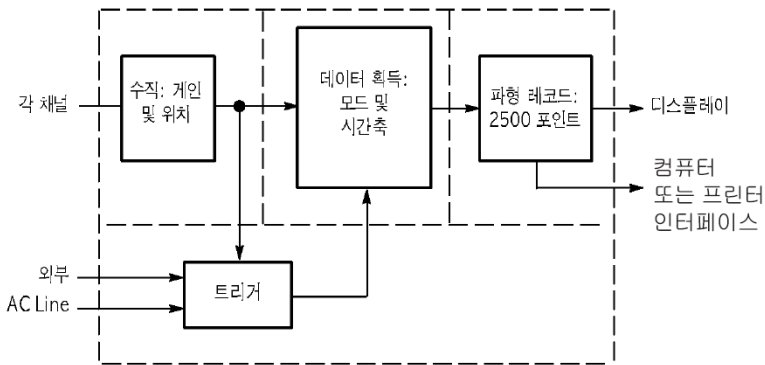 각 채널
수직: 게인
및 위치
데이터 획득:
모드 및
시간축
파형 레코드:
2500 포인트
디스플레이
컴퓨터
또는 프린터
인터페이스
외부
AC Line
트리거